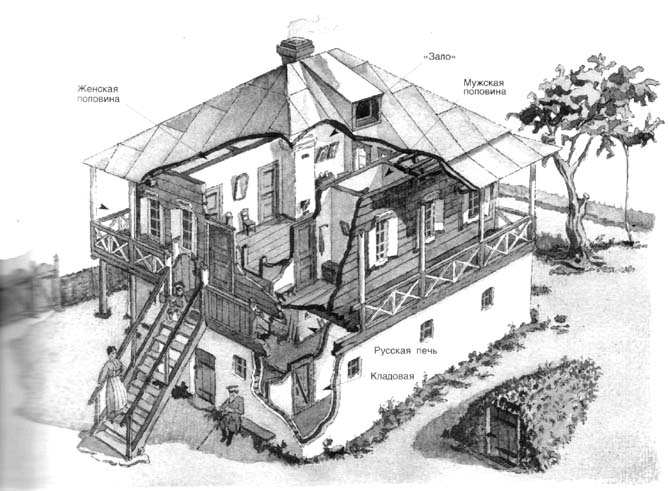 «Зало»
Женская
половина
Мужская
половина
Русская печь
Кладовая